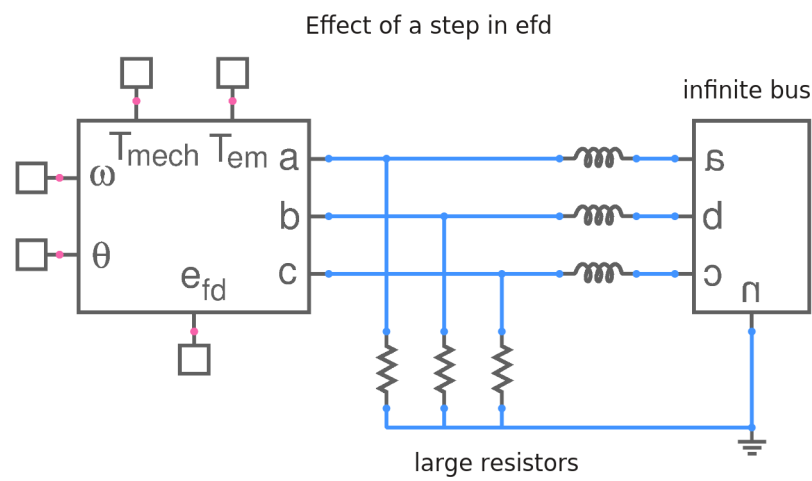 Effect of a step in efd
infinite bus
Tmech Tem a
a
ω
b
b
θ
c
c
efd
n
large resistors